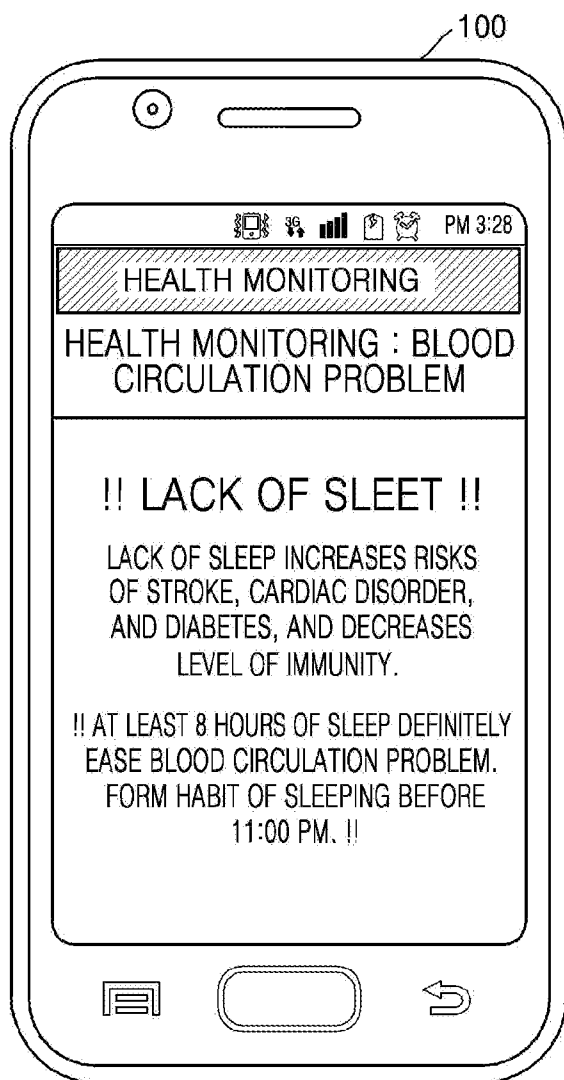 100
3G PM 3:28
HEALTH MONITORING
HEALTH MONITORING : BLOOD
CIRCULATION PROBLEM
!! LACK OF SLEET !!
LACK OF SLEEP INCREASES RISKS
OF STROKE, CARDIAC DISORDER,
AND DIABETES, AND DECREASES
LEVEL OF IMMUNITY.
!! AT LEAST 8 HOURS OF SLEEP DEFINITELY
EASE BLOOD CIRCULATION PROBLEM.
FORM HABIT OF SLEEPING BEFORE
11:00 PM. !!